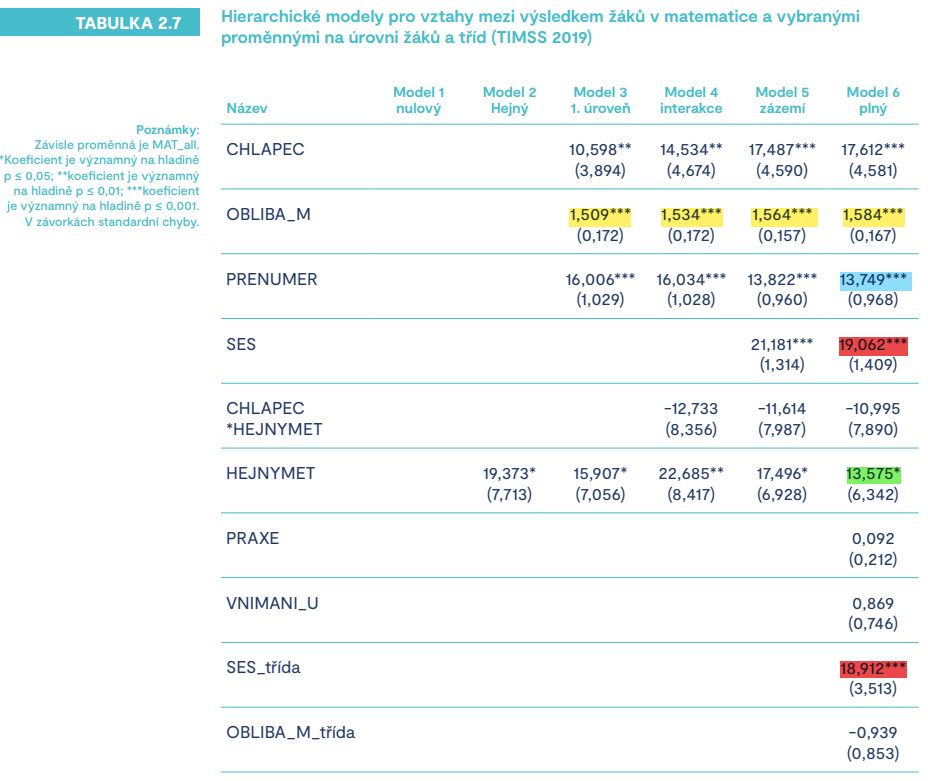 TABULKA 2.7
Hierarchické modely pro vztahy mezi výsledkem žáků v matematice a vybranými
proměnnými na úrovni žáků a tříd (TIMSS 2019)
Poznámky:
Závisle proměnná je MAT_all.
*Koeficient je významný na hladině
p ≤ 0,05; **koeficient je významný
na hladině p ≤ 0,01; ***koeficient
je významný na hladině p ≤ 0,001.
V závorkách standardní chyby.
Model 1 Model 2 Model 3 Model 4 Model 5 Model 6
Název nulový Hejný 1. úroveň interakce zázemí plný
CHLAPEC 10,598** 14,534** 17,487*** 17,612***
(3,894) (4,674) (4,590) (4,581)
OBLIBA_M 1,509*** 1,534*** 1,564*** 1,584***
(0,172) (0,172) (0,157) (0,167)
PRENUMER 16,006*** 16,034*** 13,822*** 13,749***
(1,029) (1,028) (0,960) (0,968)
SES 21,181*** 19,062***
(1,314) (1,409)
CHLAPEC −12,733 −11,614 −10,995
*HEJNYMET (8,356) (7,987) (7,890)
HEJNYMET 19,373* 15,907* 22,685** 17,496* 13,575*
(7,713) (7,056) (8,417) (6,928) (6,342)
PRAXE 0,092
(0,212)
VNIMANI_U 0,869
(0,746)
SES_třída 18,912***
(3,513)
OBLIBA_M_třída −0,939
(0,853)